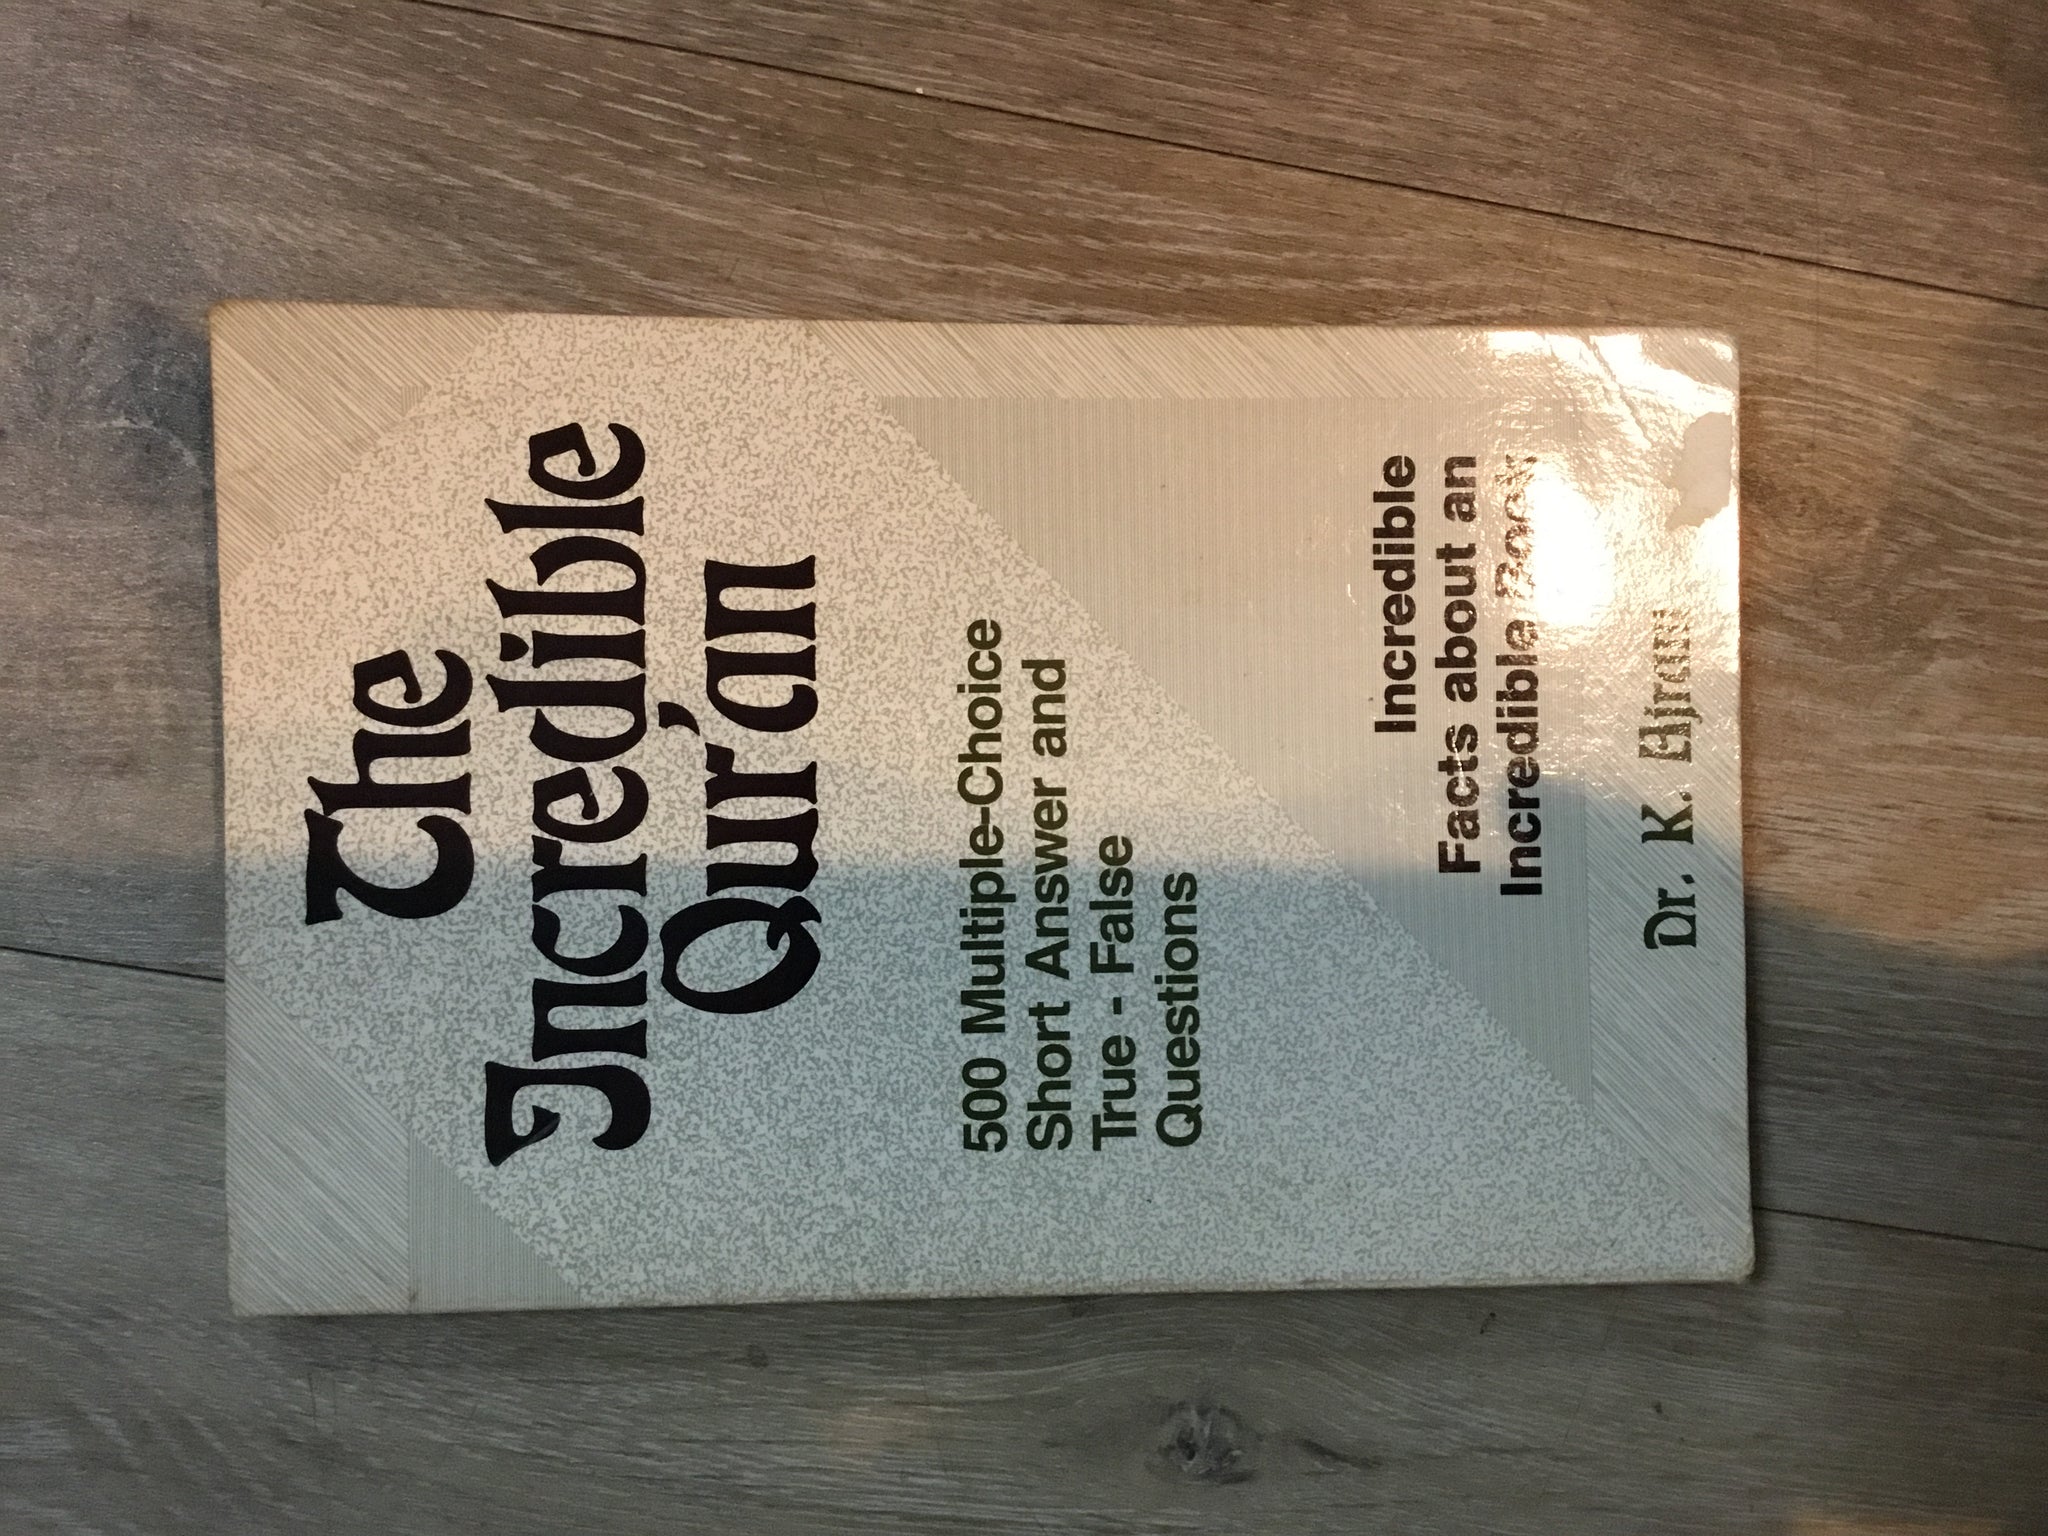 The
Incredible
Qur'an
500 Multiple-Choice
Short Answer and
True - False
Questions
Incredible
Facts about an
Incredible Book
Dr. K.